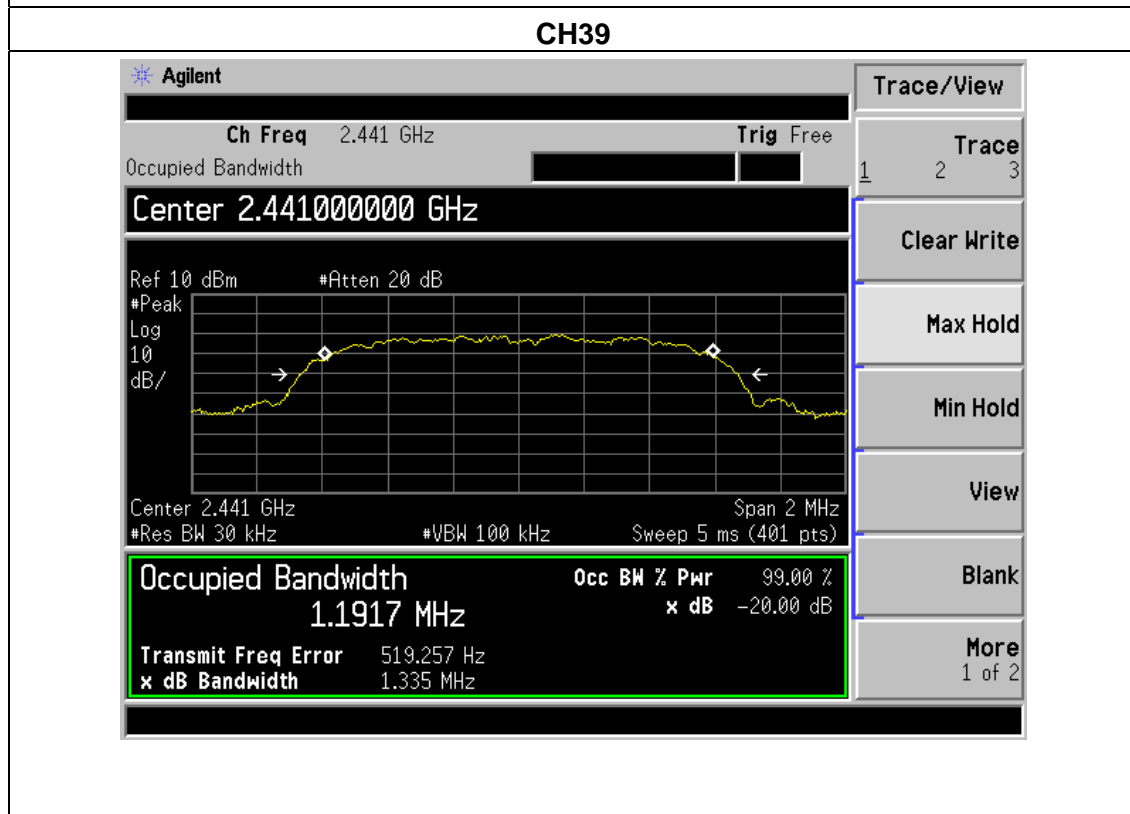 CH39
Agilent
Trace/View
Ch Freq 2.441 GHz Trig Free
Occupied Bandwidth
Trace
1 2 3
Center 2.441000000 GHz
Clear Write
Ref 10 dBm #Atten 20 dB
#Peak
Log
10
dB/
Max Hold
Min Hold
View
Center 2.441 GHz Span 2 MHz
#Res BW 30 kHz #VBW 100 kHz Sweep 5 ms (401 pts)
Occupied Bandwidth Occ BW % Pwr 99.00 %
1.1917 MHz x dB -20.00 dB
Blank
Transmit Freq Error 519.257 Hz
x dB Bandwidth 1.335 MHz
More
1 of 2